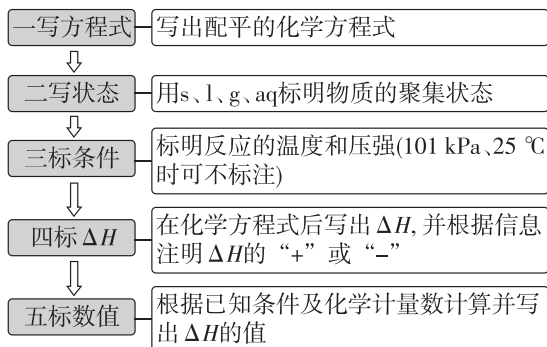 一写方程式
写出配平的化学方程式
二写状态
用s、l、g、aq标明物质的聚集状态
三标条件
标明反应的温度和压强(101 kPa、25 ℃
时可不标注)
四标ΔH
在化学方程式后写出ΔH, 并根据信息
注明ΔH的“+”或“−”
五标数值
根据已知条件及化学计量数计算并写
出ΔH的值